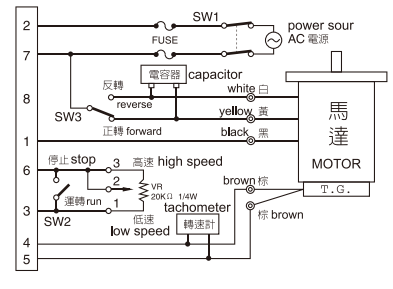 2
SW1
power sour
AC 電源
FUSE
7
電容器 capacitor
反轉
reverse
white 白
8
SW3
yellow 黃
正轉 forward
1
black 黑
馬達
MOTOR
T.G.
6
停止 stop
3 高速 high speed
2
VR
20KΩ 1/4W
運轉 run
1
3
SW2
低速
low speed
tachometer
轉速計
brown 棕
棕 brown
4
5